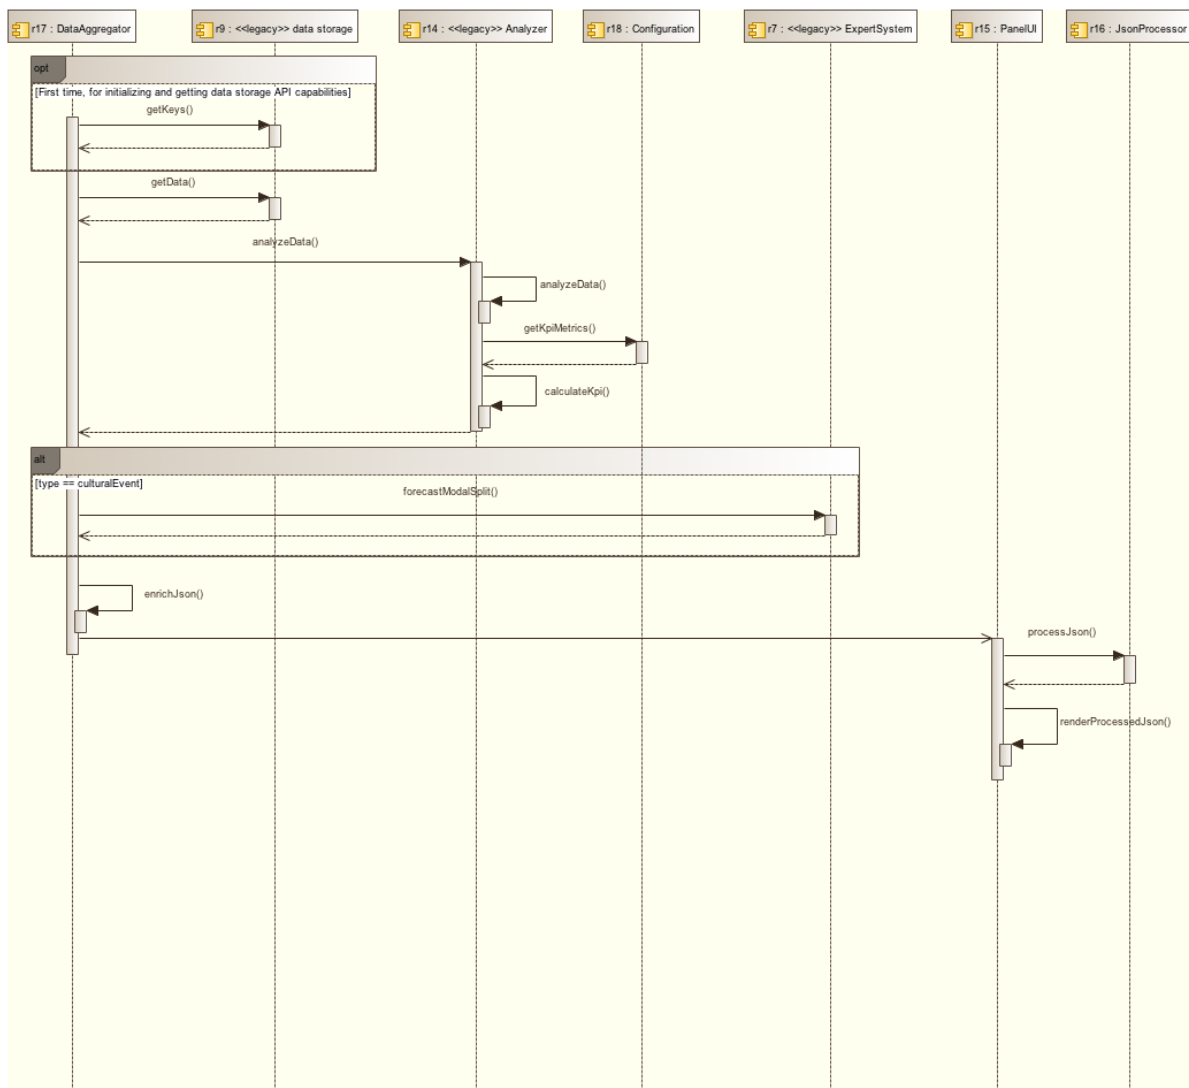 r17 : DataAggregator
r9 : <<legacy>> data storage
r14 : <<legacy>> Analyzer
r18 : Configuration
r7 : <<legacy>> ExpertSystem
r15 : PanelUI
r16 : JsonProcessor
opt
[First time, for initializing and getting data storage API capabilities]
getKeys()
getData()
analyzeData()
analyzeData()
getKpiMetrics()
calculateKpi()
alt
[type == culturalEvent]
forecastModalSplit()
enrichJson()
processJson()
renderProcessedJson()